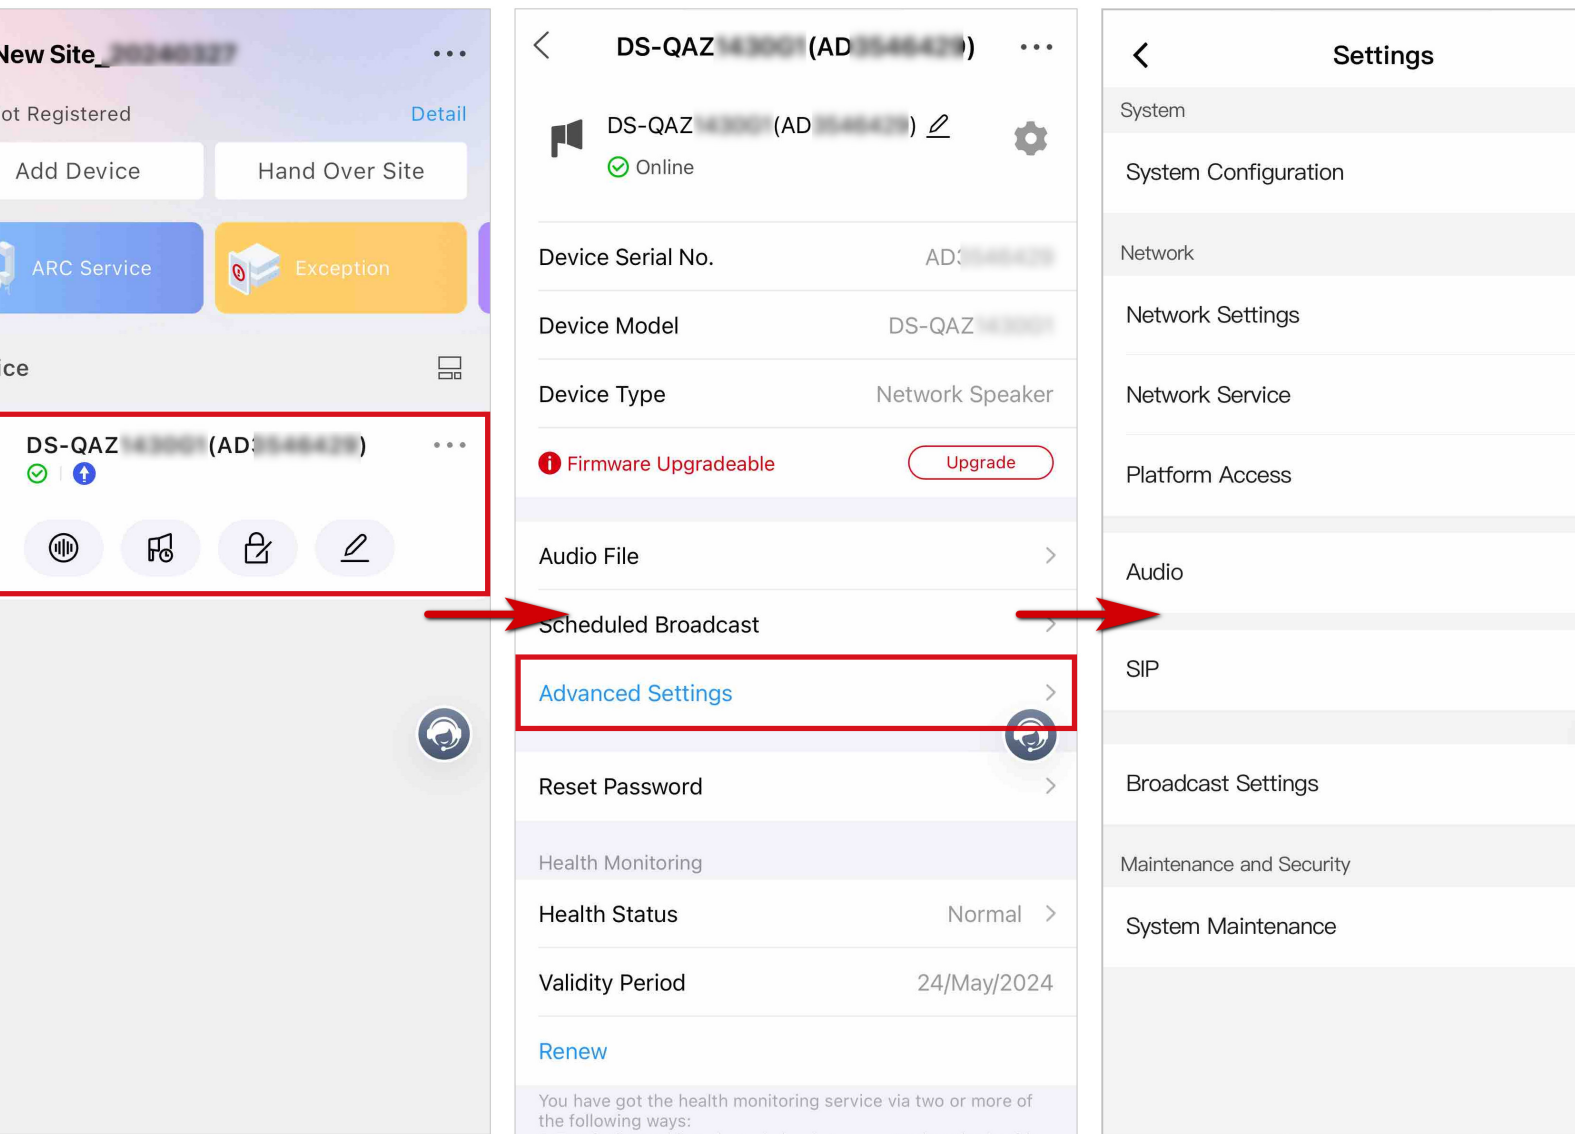 New Site_
ot Registered
Detail
Add Device
Hand Over Site
ARC Service
Exception
ice
DS-QAZ (AD )
DS-QAZ (AD )
DS-QAZ (AD )
Online
Device Serial No.
AD
Device Model
DS-QAZ
Device Type
Network Speaker
Firmware Upgradeable
Upgrade
Audio File
Scheduled Broadcast
Advanced Settings
Reset Password
Health Monitoring
Health Status
Normal
Validity Period
24/May/2024
Renew
You have got the health monitoring service via two or more of
the following ways:
Settings
System
System Configuration
Network
Network Settings
Network Service
Platform Access
Audio
SIP
Broadcast Settings
Maintenance and Security
System Maintenance